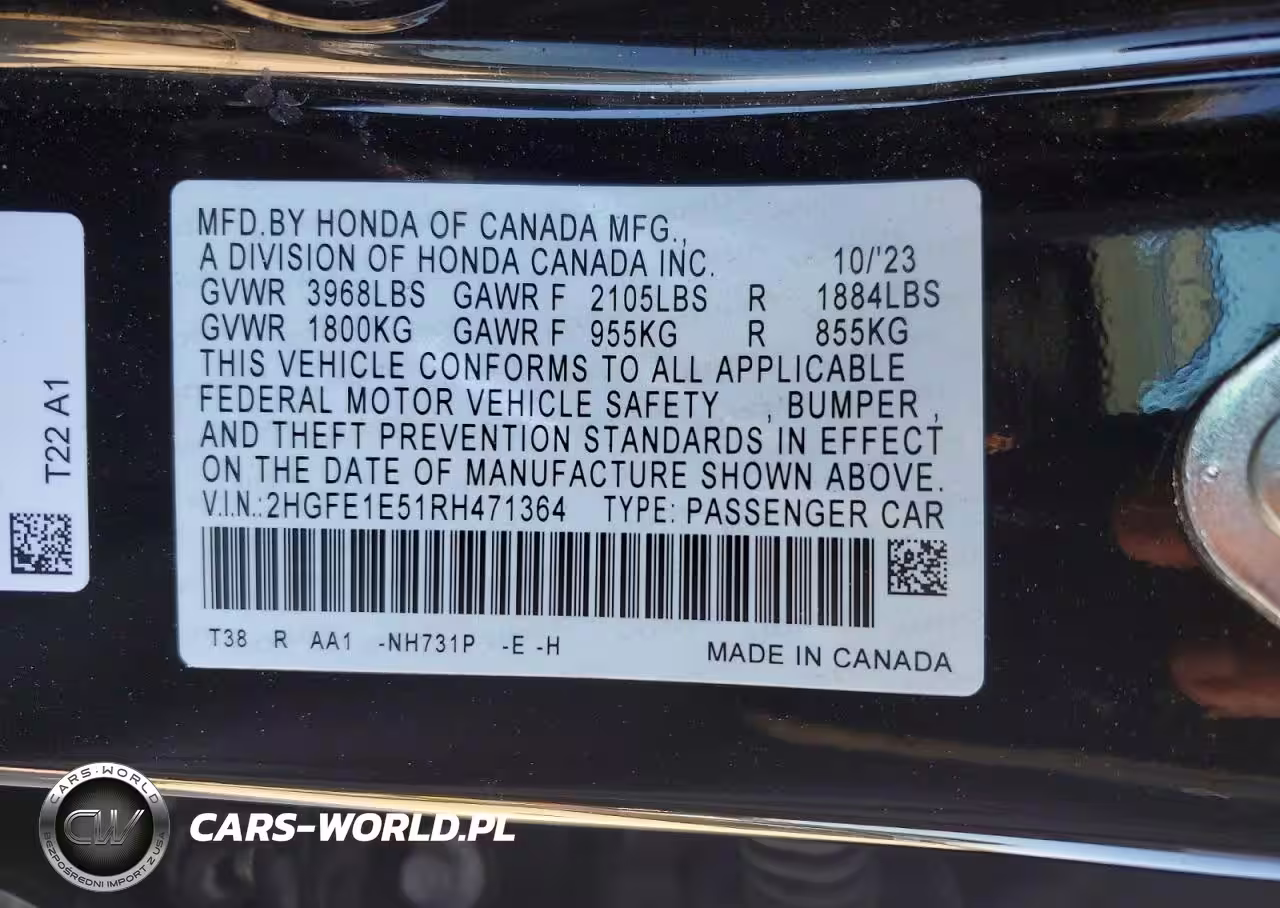 MFD.BY HONDA OF CANADA MFG.,
A DIVISION OF HONDA CANADA INC. 10/'23
GVWR 3968LBS GAWR F 2105LBS R 1884LBS
GVWR 1800KG GAWR F 955KG R 855KG
THIS VEHICLE CONFORMS TO ALL APPLICABLE
FEDERAL MOTOR VEHICLE SAFETY , BUMPER ,
AND THEFT PREVENTION STANDARDS IN EFFECT
ON THE DATE OF MANUFACTURE SHOWN ABOVE.
V.I.N.:2HGFE1E51RH471364 TYPE: PASSENGER CAR
T38 R AA1 -NH731P -E -H MADE IN CANADA
T22 A1
CARS-WORLD
CW
BEZPOŚREDNI IMPORT Z USA
CARS-WORLD.PL